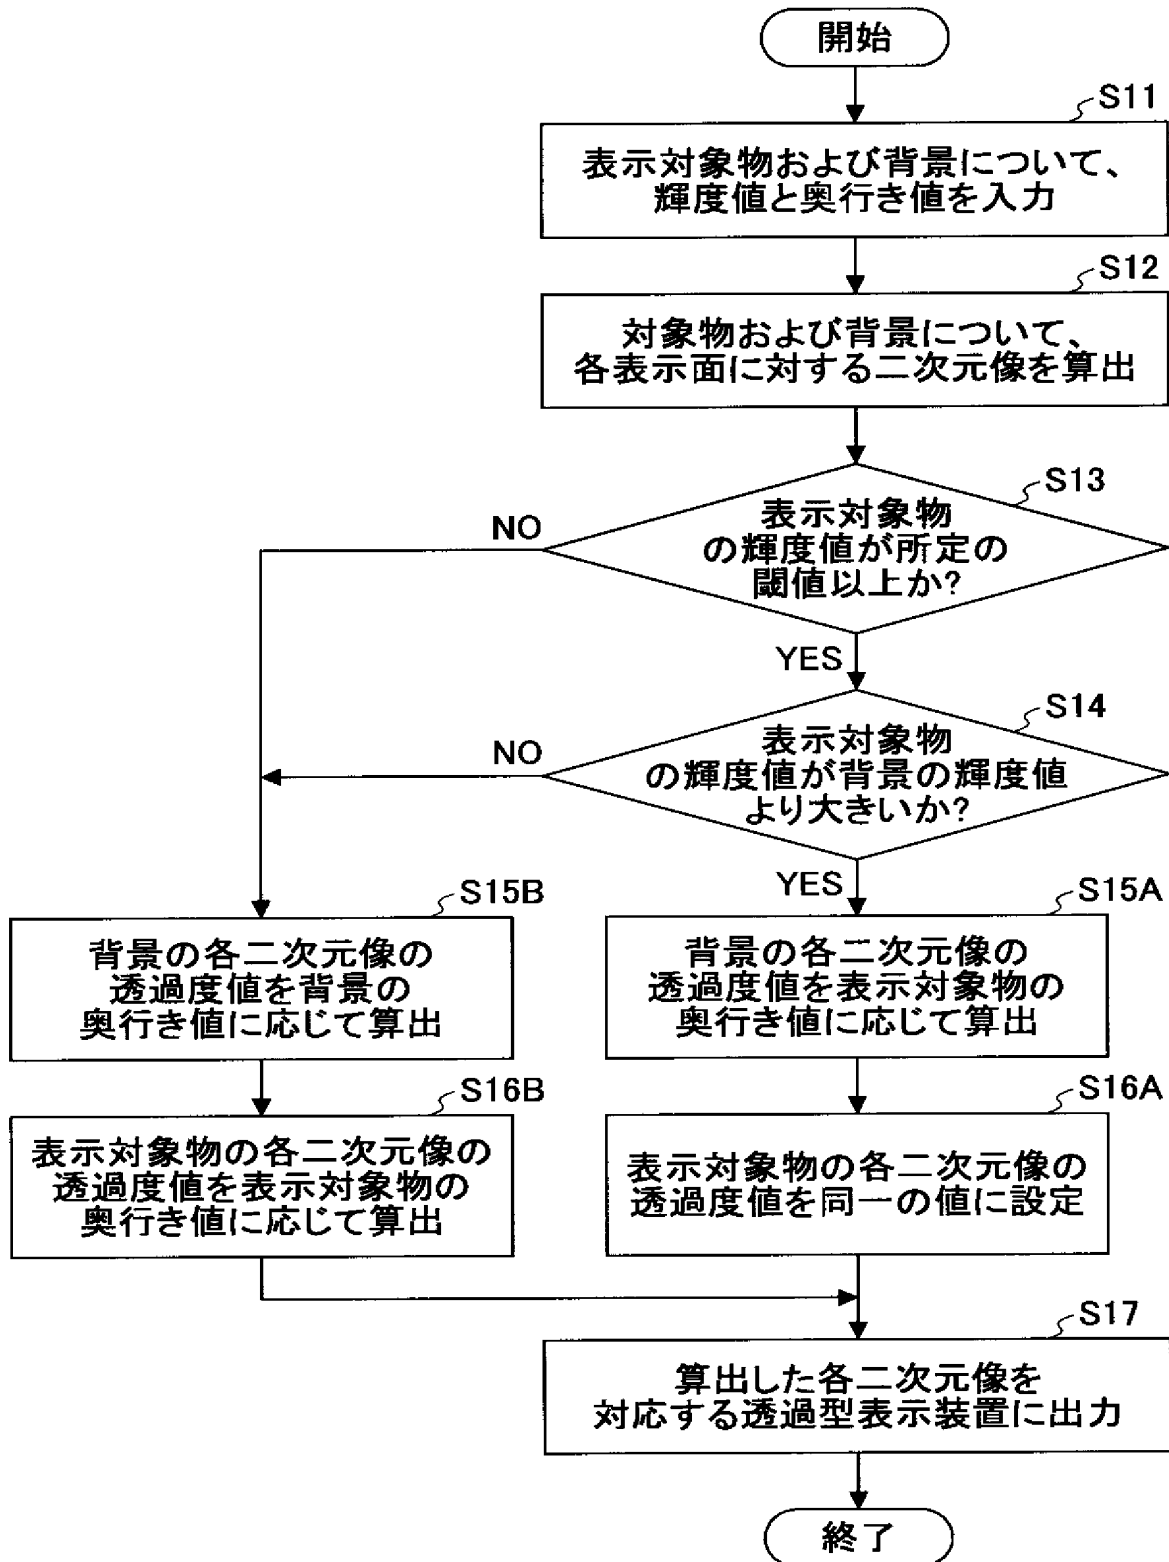 開始
S11
表示対象物および背景について、
輝度値と奥行き値を入力
S12
対象物および背景について、
各表示面に対する二次元像を算出
S13
表示対象物
の輝度値が所定の
閾値以上か?
NO
YES
S14
表示対象物
の輝度値が背景の輝度値
より大きいか?
NO
YES
S15B
背景の各二次元像の
透過度値を背景の
奥行き値に応じて算出
S15A
背景の各二次元像の
透過度値を表示対象物の
奥行き値に応じて算出
S16B
表示対象物の各二次元像の
透過度値を表示対象物の
奥行き値に応じて算出
S16A
表示対象物の各二次元像の
透過度値を同一の値に設定
S17
算出した各二次元像を
対応する透過型表示装置に出力
終了